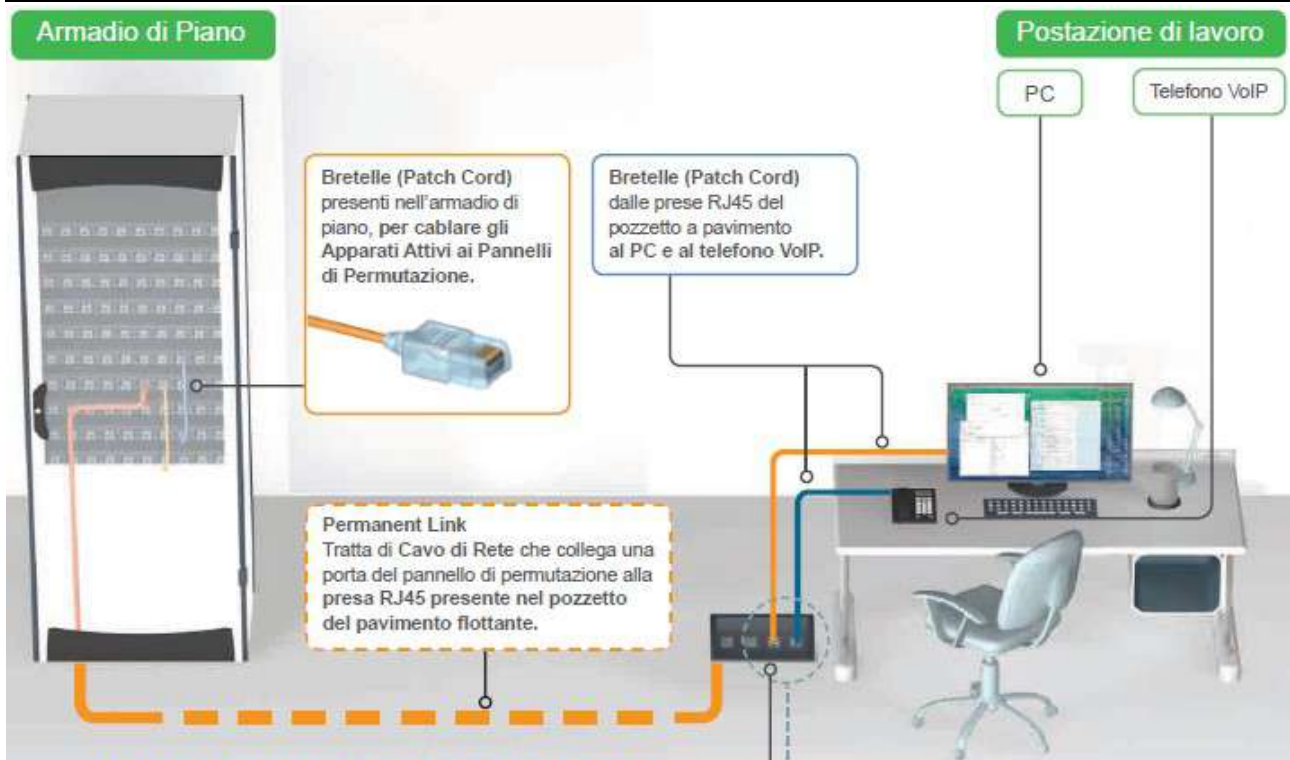 Armadio di Piano
Postazione di lavoro
PC
Telefono VoIP
Bretelle (Patch Cord)
presenti nell'armadio di
piano, per cablare gli
Apparati Attivi ai Pannelli
di Permutazione.
Bretelle (Patch Cord)
dalle prese RJ45 del
pozzetto a pavimento
al PC e al telefono VoIP.
Permanent Link
Tratta di Cavo di Rete che collega una
porta del pannello di permutazione alla
presa RJ45 presente nel pozzetto
del pavimento flottante.